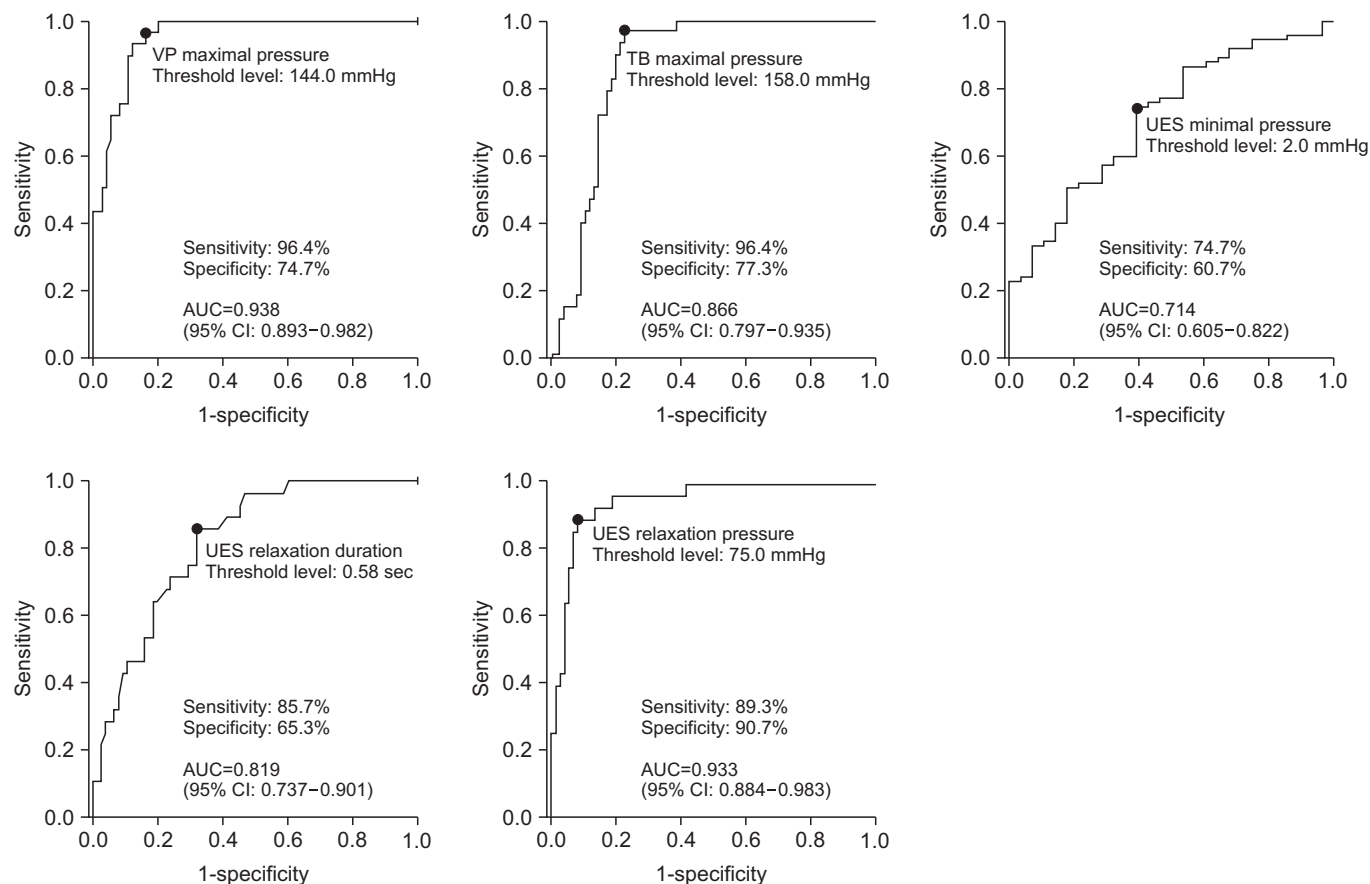 1.0
0.8
0.6
0.4
0.2
0.0
Sensitivity
VP maximal pressure
Threshold level: 144.0 mmHg
Sensitivity: 96.4%
Specificity: 74.7%
AUC=0.938
(95% CI: 0.893−0.982)
0.0 0.2 0.4 0.6 0.8 1.0
1-specificity
1.0
0.8
0.6
0.4
0.2
0.0
Sensitivity
TB maximal pressure
Threshold level: 158.0 mmHg
Sensitivity: 96.4%
Specificity: 77.3%
AUC=0.866
(95% CI: 0.797−0.935)
0.0 0.2 0.4 0.6 0.8 1.0
1-specificity
1.0
0.8
0.6
0.4
0.2
0.0
Sensitivity
UES minimal pressure
Threshold level: 2.0 mmHg
Sensitivity: 74.7%
Specificity: 60.7%
AUC=0.714
(95% CI: 0.605−0.822)
0.0 0.2 0.4 0.6 0.8 1.0
1-specificity
1.0
0.8
0.6
0.4
0.2
0.0
Sensitivity
UES relaxation duration
Threshold level: 0.58 sec
Sensitivity: 85.7%
Specificity: 65.3%
AUC=0.819
(95% CI: 0.737−0.901)
0.0 0.2 0.4 0.6 0.8 1.0
1-specificity
1.0
0.8
0.6
0.4
0.2
0.0
Sensitivity
UES relaxation pressure
Threshold level: 75.0 mmHg
Sensitivity: 89.3%
Specificity: 90.7%
AUC=0.933
(95% CI: 0.884−0.983)
0.0 0.2 0.4 0.6 0.8 1.0
1-specificity